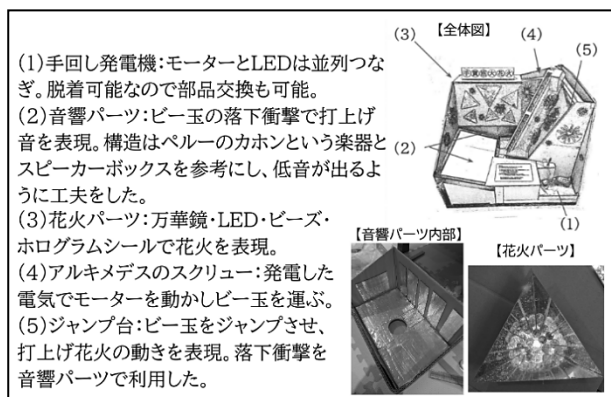 (1)手回し発電機:モーターとLEDは並列つな
ぎ。脱着可能なので部品交換も可能。
(2)音響パーツ:ビー玉の落下衝撃で打上げ
音を表現。構造はペルーのカホンという楽器と
スピーカーボックスを参考にし、低音が出るよ
うに工夫をした。
(3)花火パーツ:万華鏡・LED・ビーズ・
ホログラムシールで花火を表現。
(4)アルキメデスのスクリュー:発電した
電気でモーターを動かしビー玉を運ぶ。
(5)ジャンプ台:ビー玉をジャンプさせ、
打上げ花火の動きを表現。落下衝撃を
音響パーツで利用した。
【全体図】
(3)
(4)
(5)
(2)
(1)
【音響パーツ内部】
【花火パーツ】